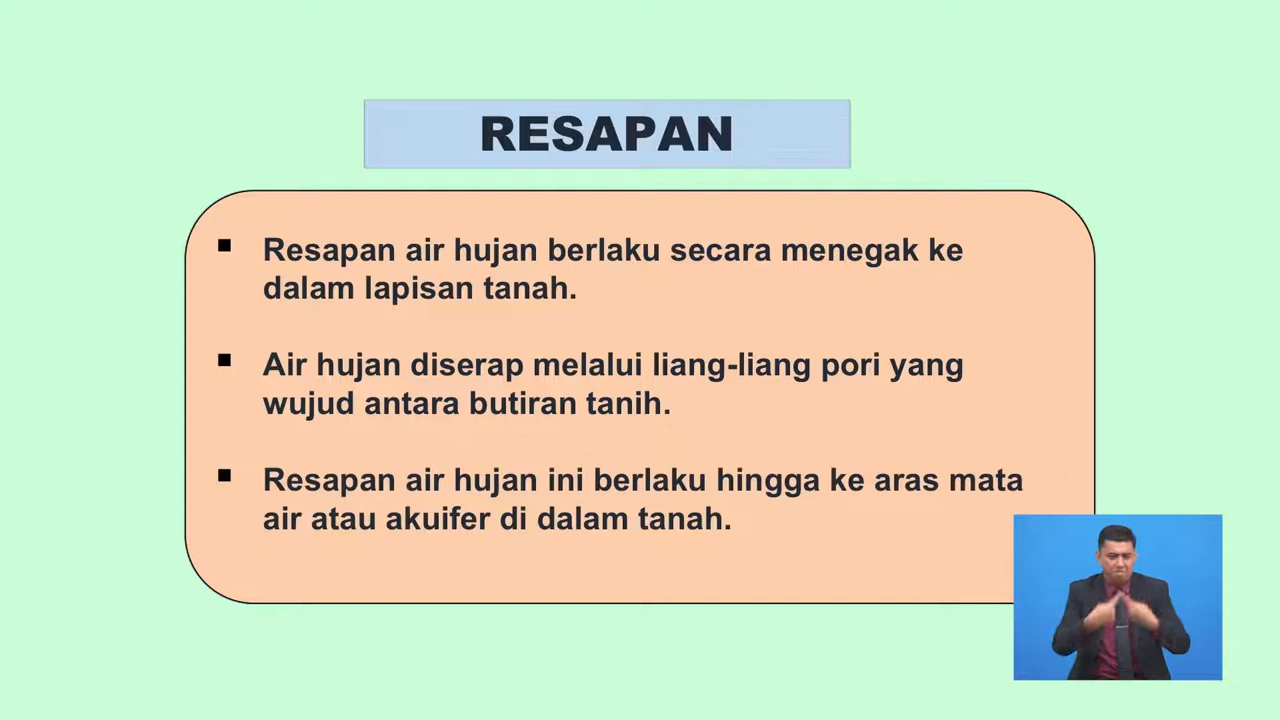 RESAPAN
▪ Resapan air hujan berlaku secara menegak ke
dalam lapisan tanah.
▪ Air hujan diserap melalui liang-liang pori yang
wujud antara butiran tanih.
▪ Resapan air hujan ini berlaku hingga ke aras mata
air atau akuifer di dalam tanah.